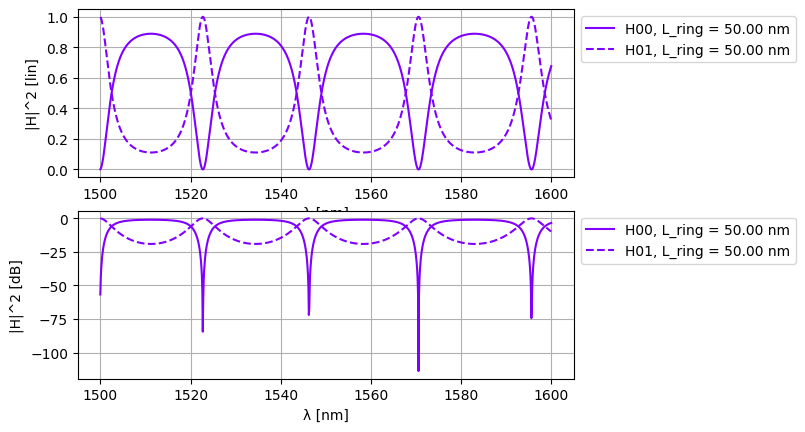 |H|^2 [lin]
1.0
0.8
0.6
0.4
0.2
0.0
1500 1520 1540 1560 1580 1600
λ [nm]
H00, L_ring = 50.00 nm
H01, L_ring = 50.00 nm
|H|^2 [dB]
0
−25
−50
−75
−100
1500 1520 1540 1560 1580 1600
λ [nm]
H00, L_ring = 50.00 nm
H01, L_ring = 50.00 nm